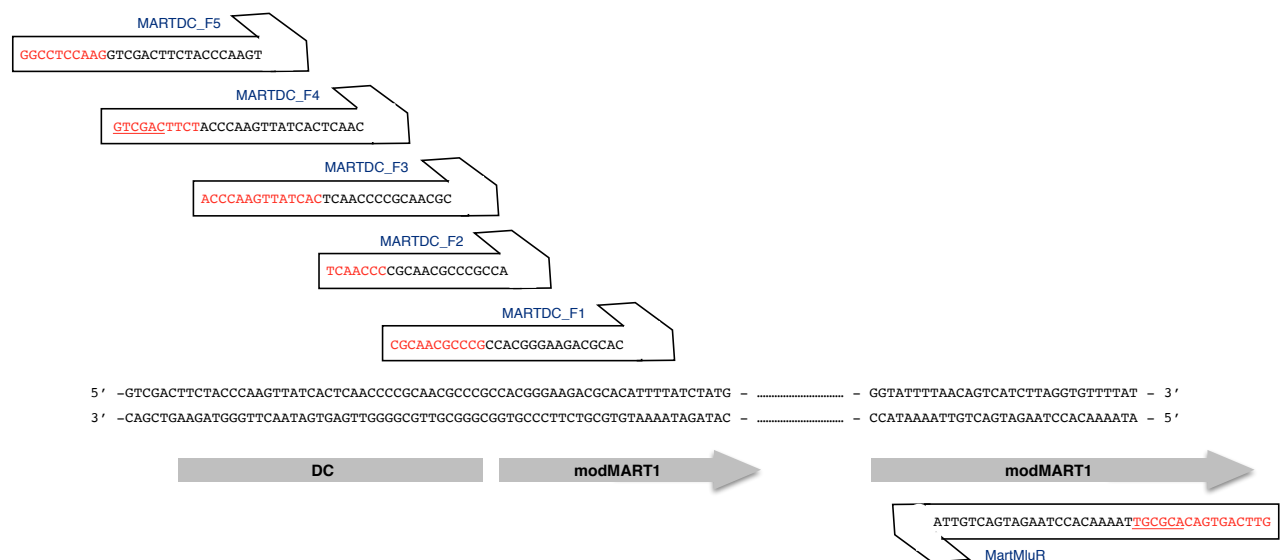 MARTDC_F5
GGCCTCCAAGGTCGACTTCTACCCAAGT
MARTDC_F4
GTCGACTTCTACCCAAGTTATCACTCAAC
MARTDC_F3
ACCCAAGTTATCACTCAACCCCGCAACGC
MARTDC_F2
TCAACCCCGCAACGCCCGCCA
MARTDC_F1
CGCAACGCCCGCCACGGGAAGACGCAC
5’ –GTCGACTTCTACCCAAGTTATCACTCAACCCCGCAACGCCCGCCACGGGAAGACGCACATTTTATCTATG – ............................. – GGTATTTTAACAGTCATCTTAGGTGTTTTAT – 3’
3’ –CAGCTGAAGATGGGTTCAATAGTGAGTTGGGGCGTTGCGGGCGGTGCCCTTCTGCGTGTAAAATAGATAC – ............................. – CCATAAAATTGTCAGTAGAATCCACAAAATA – 5’
DC modMART1 modMART1
ATTGTCAGTAGAATCCACAAAATTGCGCACAGTGACTTG
MartMluR